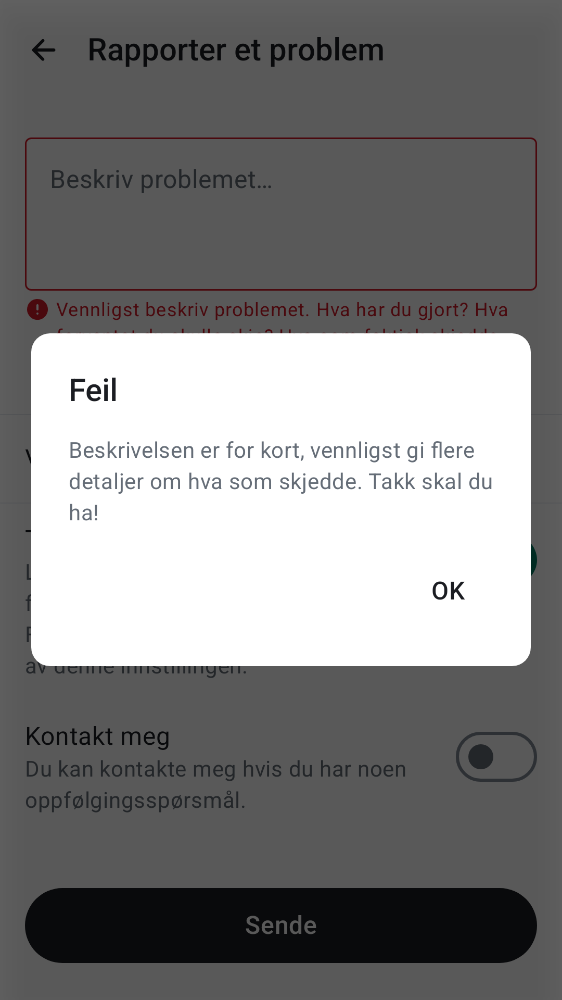 Rapporter et problem
Beskriv problemet…
Vennligst beskriv problemet. Hva har du gjort? Hva
Feil
Beskrivelsen er for kort, vennligst gi flere
detaljer om hva som skjedde. Takk skal du
ha!
OK
av denne innstillingen.
Kontakt meg
Du kan kontakte meg hvis du har noen
oppfølgingsspørsmål.
Sende